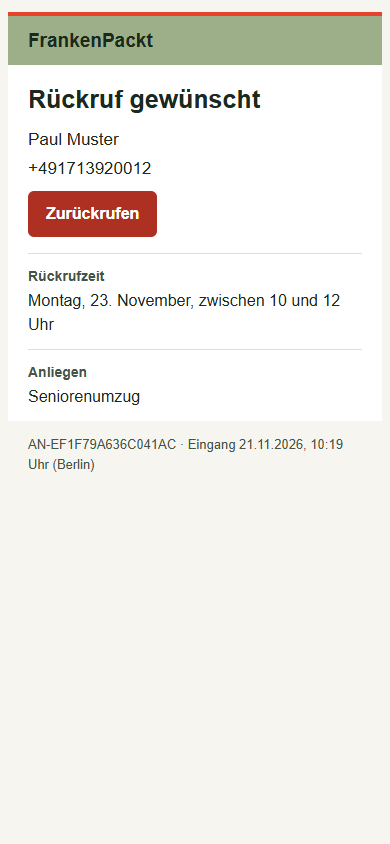 FrankenPackt
Rückruf gewünscht
Paul Muster
+491713920012
Zurückrufen
Rückrufzeit
Montag, 23. November, zwischen 10 und 12
Uhr
Anliegen
Seniorenumzug
AN-EF1F79A636C041AC · Eingang 21.11.2026, 10:19
Uhr (Berlin)